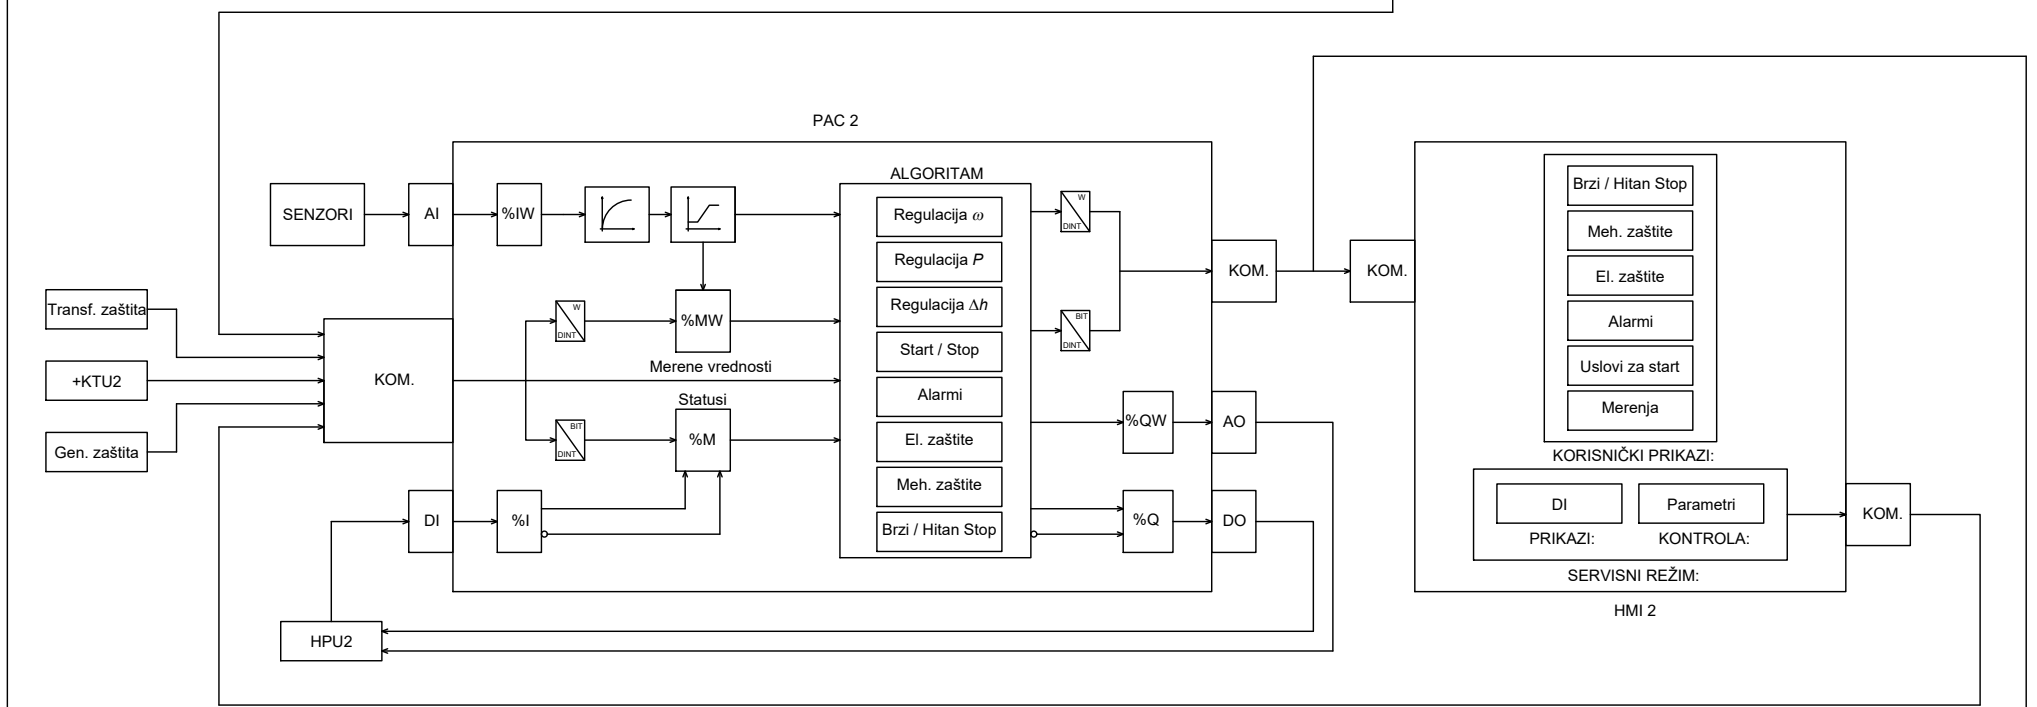 PAC 2
SENZORI
AI
%IW
ALGORITAM
Regulacija ω
Regulacija P
Regulacija Δh
Start / Stop
Alarmi
El. zaštite
Meh. zaštite
Brzi / Hitan Stop
W
DINT
BIT
DINT
KOM.
KOM.
Transf. zaštita
+KTU2
Gen. zaštita
KOM.
W
DINT
%MW
Merene vrednosti
Statusi
BIT
DINT
%M
DI
%I
%QW
AO
%Q
DO
HPU2
Brzi / Hitan Stop
Meh. zaštite
El. zaštite
Alarmi
Uslovi za start
Merenja
KORISNIČKI PRIKAZI:
DI
Parametri
PRIKAZI:
KONTROLA:
SERVISNI REŽIM:
KOM.
HMI 2